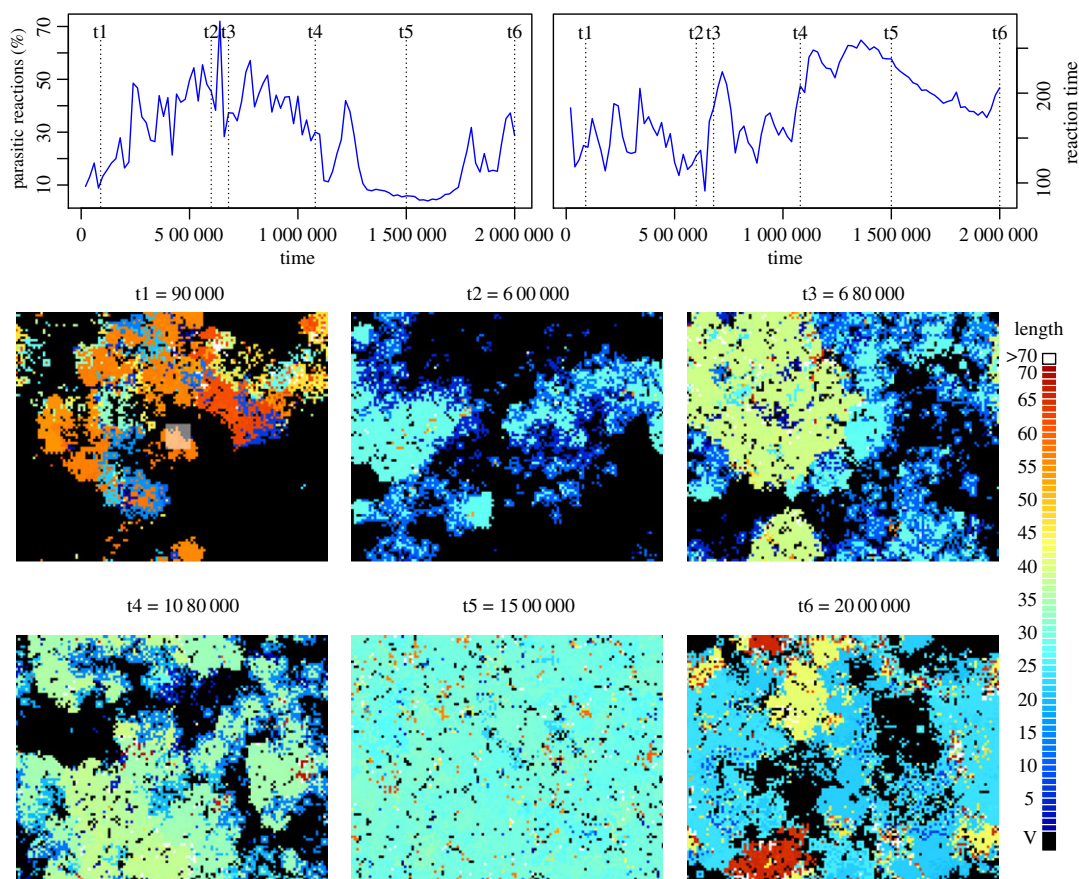 parasitic reactions (%)
70
50
30
10
t1 t2 t3 t4 t5 t6
0 5 00 000 1 000 000 1 500 000 2 000 000
time
t1 t2 t3 t4 t5 t6
200
100
reaction time
0 5 00 000 1 000 000 1 500 000 2 000 000
time
t1 = 90 000
t2 = 6 00 000
t3 = 6 80 000
t4 = 10 80 000
t5 = 15 00 000
t6 = 20 00 000
length
>70
70
65
60
55
50
45
40
35
30
25
20
15
10
5
V